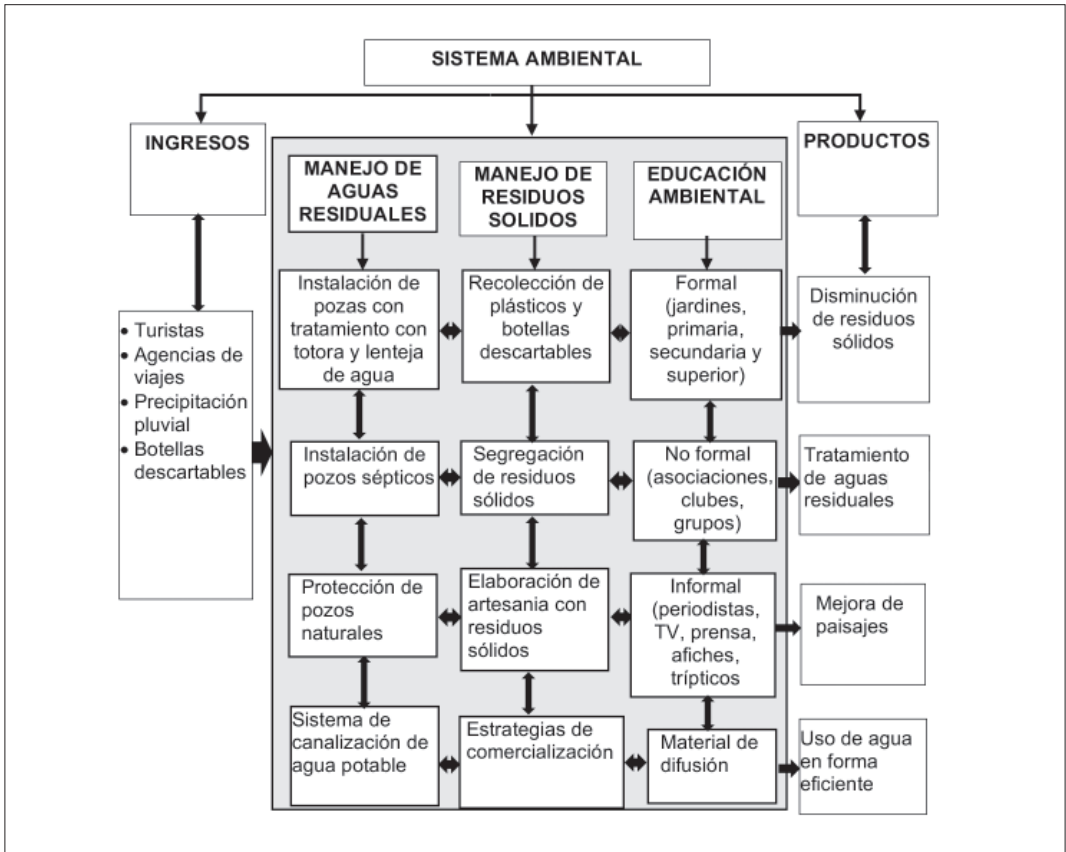 SISTEMA AMBIENTAL
INGRESOS
• Turistas
• Agencias de
viajes
• Precipitación
pluvial
• Botellas
descartables
MANEJO DE
AGUAS
RESIDUALES
Instalación de
pozas con
tratamiento con
totora y lenteja
de agua
Instalación de
pozos sépticos
Protección de
pozos
naturales
Sistema de
canalización de
agua potable
MANEJO DE
RESIDUOS
SOLIDOS
Recolección de
plásticos y
botellas
descartables
Segregación
de residuos
sólidos
Elaboración de
artesania con
residuos
sólidos
Estrategias de
comercialización
EDUCACIÓN
AMBIENTAL
Formal
(jardines,
primaria,
secundaria y
superior)
No formal
(asociaciones,
clubes,
grupos)
Informal
(periodistas,
TV, prensa,
afiches,
trípticos
Material de
difusión
PRODUCTOS
Disminución
de residuos
sólidos
Tratamiento
de aguas
residuales
Mejora de
paisajes
Uso de agua
en forma
eficiente